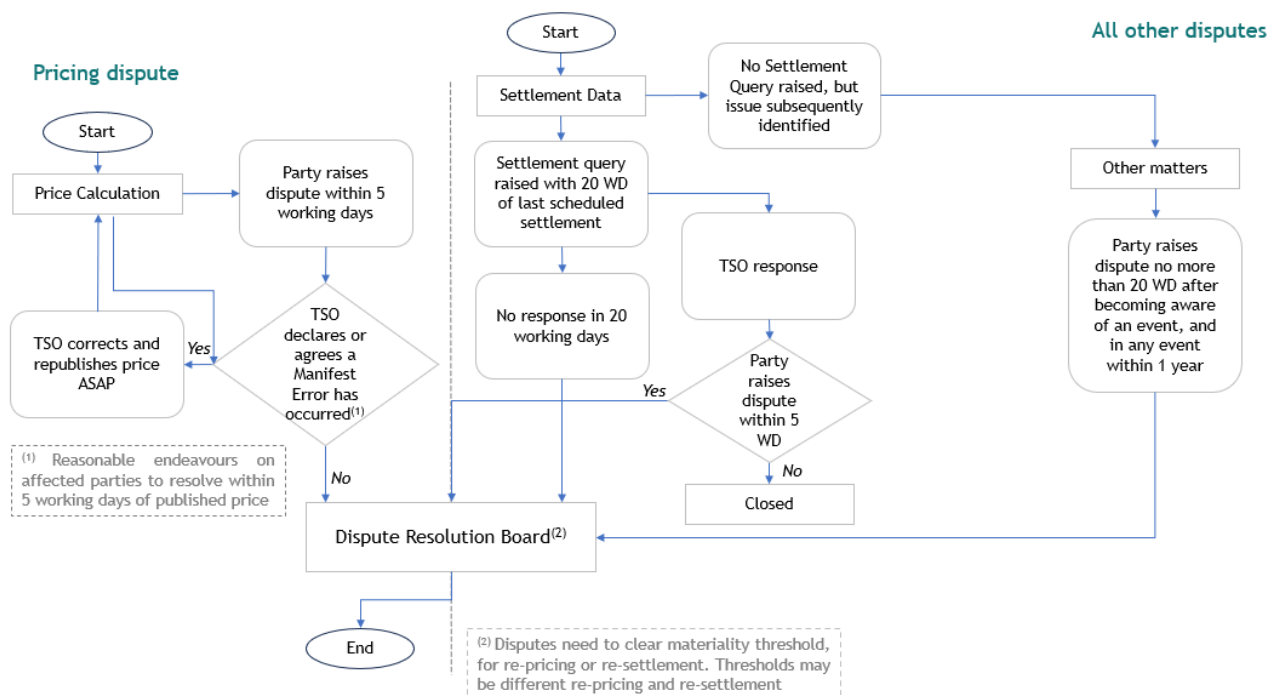 Pricing dispute
Start
Price Calculation
Party raises
dispute within 5
working days
TSO
declares or
agrees a
Manifest
Error has
occurred(1)
Yes
TSO corrects and
republishes price
ASAP
No
(1) Reasonable endeavours on
affected parties to resolve within
5 working days of published price
All other disputes
Start
Settlement Data
No Settlement
Query raised, but
issue subsequently
identified
Settlement query
raised with 20 WD
of last scheduled
settlement
TSO response
No response in 20
working days
Party
raises
dispute
within 5
WD
Yes
No
Closed
Other matters
Party raises
dispute no more
than 20 WD after
becoming aware
of an event, and
in any event
within 1 year
Dispute Resolution Board(2)
End
(2) Disputes need to clear materiality threshold,
for re-pricing or re-settlement. Thresholds may
be different re-pricing and re-settlement